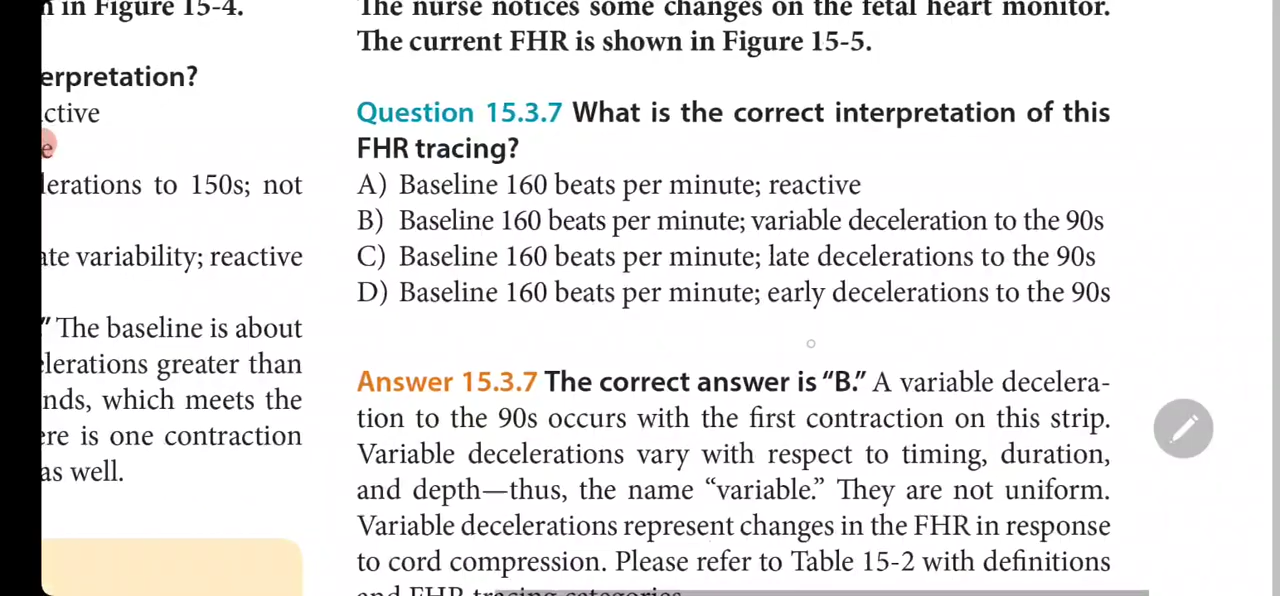 n in Figure 15-4.
erpretation?
ctive
e
lerations to 150s; not
ate variability; reactive
" The baseline is about
elerations greater than
nds, which meets the
ere is one contraction
as well.
The nurse notices some changes on the fetal heart monitor.
The current FHR is shown in Figure 15-5.
Question 15.3.7 What is the correct interpretation of this
FHR tracing?
A) Baseline 160 beats per minute; reactive
B) Baseline 160 beats per minute; variable deceleration to the 90s
C) Baseline 160 beats per minute; late decelerations to the 90s
D) Baseline 160 beats per minute; early decelerations to the 90s
Answer 15.3.7 The correct answer is “B.” A variable decelera-
tion to the 90s occurs with the first contraction on this strip.
Variable decelerations vary with respect to timing, duration,
and depth—thus, the name “variable.” They are not uniform.
Variable decelerations represent changes in the FHR in response
to cord compression. Please refer to Table 15-2 with definitions
and FHR tracing categories.